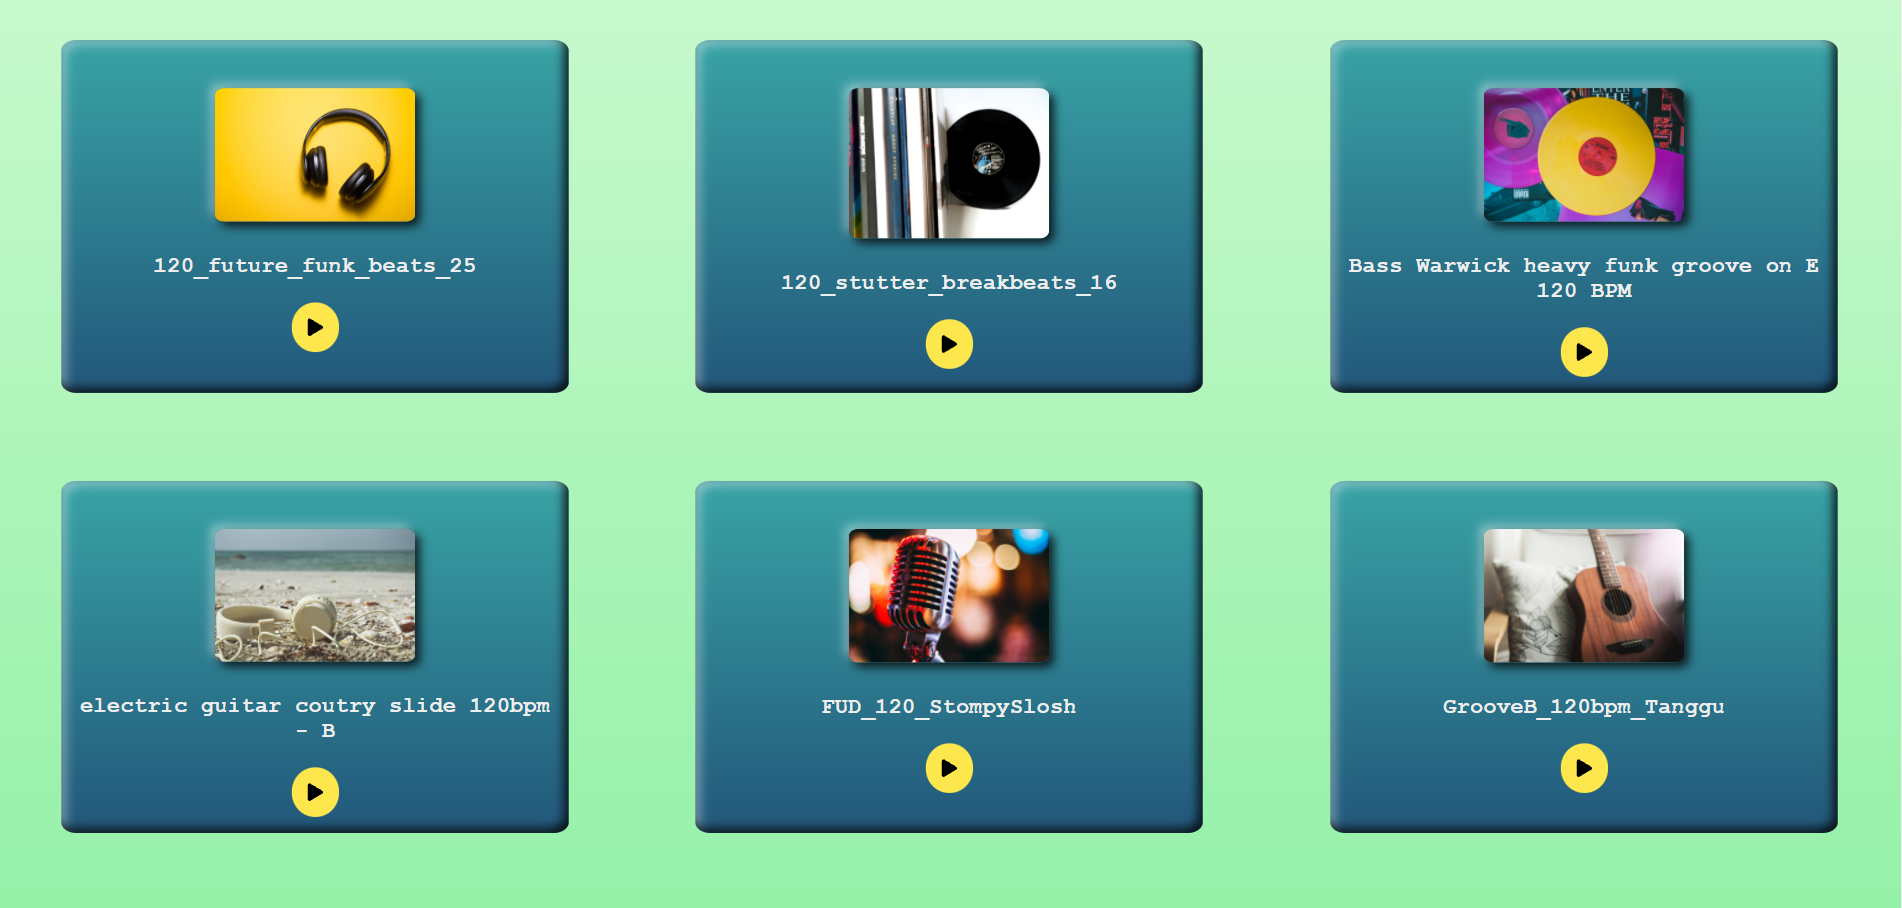 120_future_funk_beats_25
120_stutter_breakbeats_16
Bass Warwick heavy funk groove on E
120 BPM
electric guitar coutry slide 120bpm
- B
FUD_120_StompySlosh
GrooveB_120bpm_Tanggu